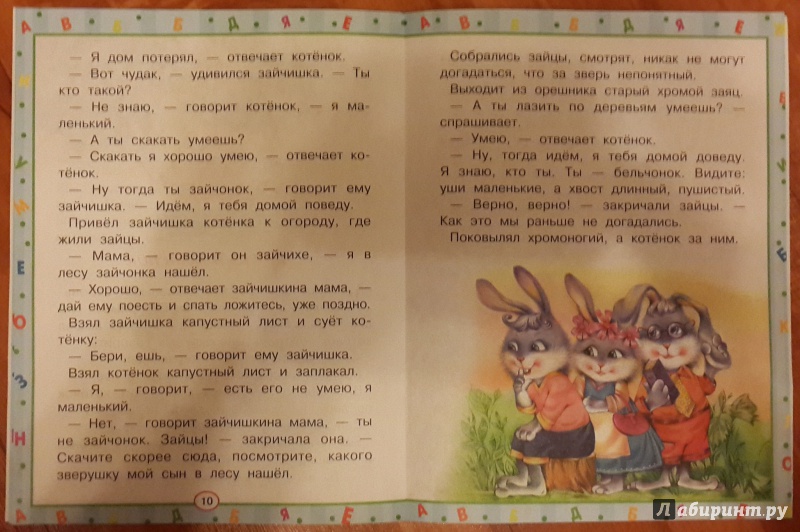 А В Б Б Д Я Е А В Б Б Д Я Е
— Я дом потерял, — отвечает котёнок.
— Вот чудак, — удивился зайчишка. — Ты
кто такой?
— Не знаю, — говорит котёнок, — я ма-
ленький.
— А ты скакать умеешь?
— Скакать я хорошо умею, — отвечает ко-
тёнок.
— Ну тогда ты зайчонок, — говорит ему
зайчишка. — Идём, я тебя домой поведу.
Привёл зайчишка котёнка к огороду, где
жили зайцы.
— Мама, — говорит он зайчихе, — я в
лесу зайчонка нашёл.
— Хорошо, — отвечает зайчишкина мама, —
дай ему поесть и спать ложитесь, уже поздно.
Взял зайчишка капустный лист и суёт ко-
тёнку:
— Бери, ешь, — говорит ему зайчишка.
Взял котёнок капустный лист и заплакал.
— Я, — говорит, — есть его не умею, я
маленький.
— Нет, — говорит зайчишкина мама, — ты
не зайчонок. Зайцы! — закричала она. —
Скачите скорее сюда, посмотрите, какого
зверушку мой сын в лесу нашёл.
10
Собрались зайцы, смотрят, никак не могут
догадаться, что за зверь непонятный.
Выходит из орешника старый хромой заяц.
— А ты лазить по деревьям умеешь? —
спрашивает.
— Умею, — отвечает котёнок.
— Ну, тогда идём, я тебя домой доведу.
Я знаю, кто ты. Ты — бельчонок. Видите:
уши маленькие, а хвост длинный, пушистый.
— Верно, верно! — закричали зайцы. —
Как это мы раньше не догадались.
Поковылял хромоногий, а котёнок за ним.
Лабиринт.ру